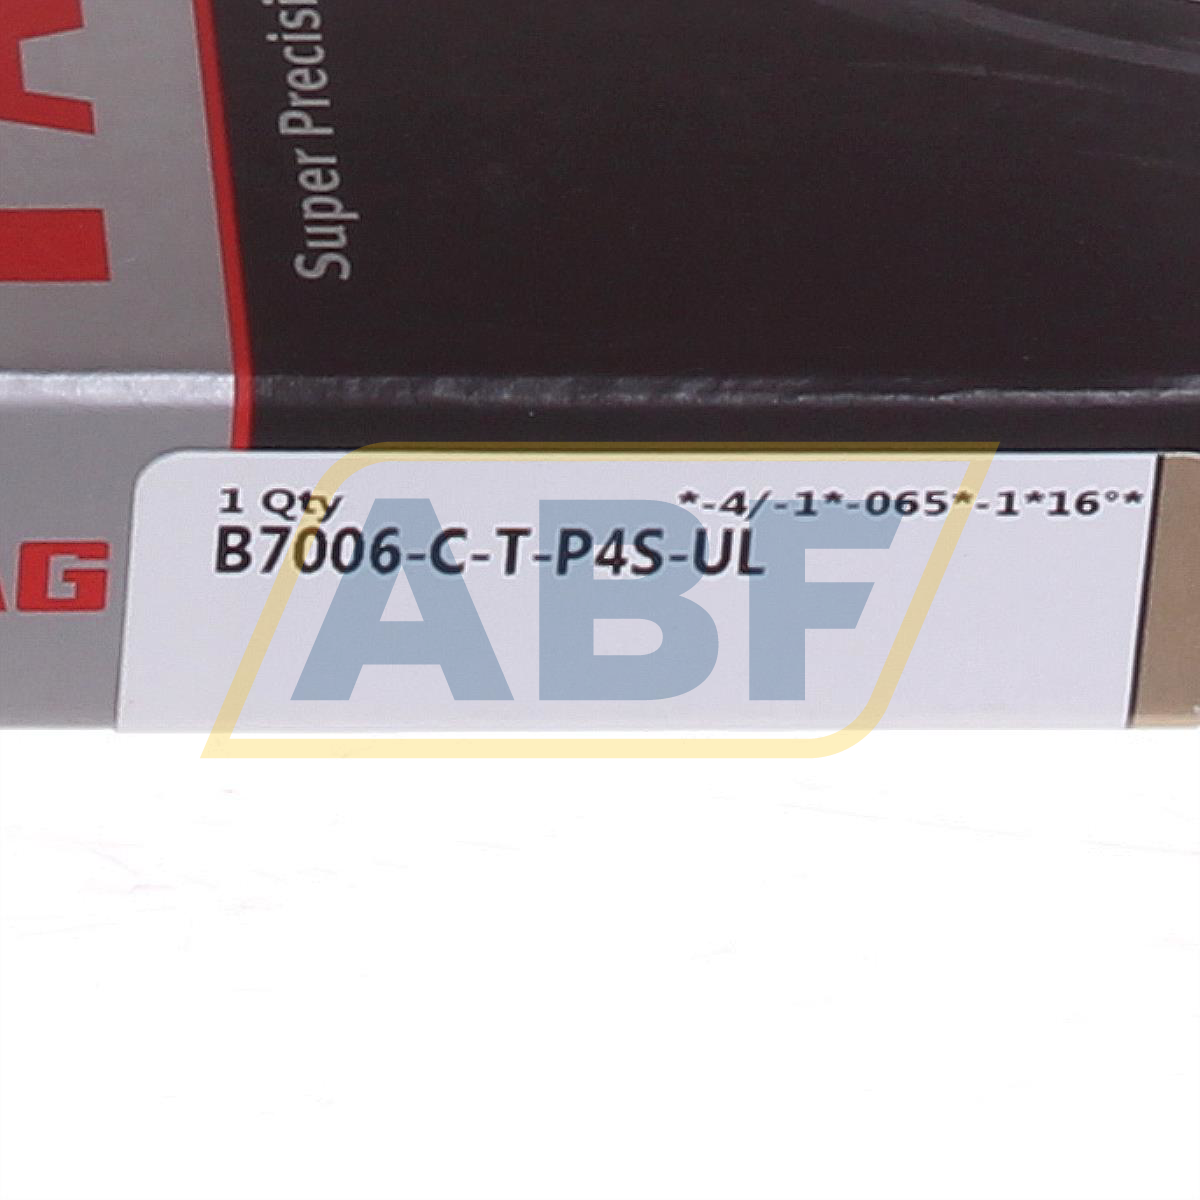 Super Precisi
AG
1 Qty *-4/-1*-065*-1*16°*
B7006-C-T-P4S-UL
ABF